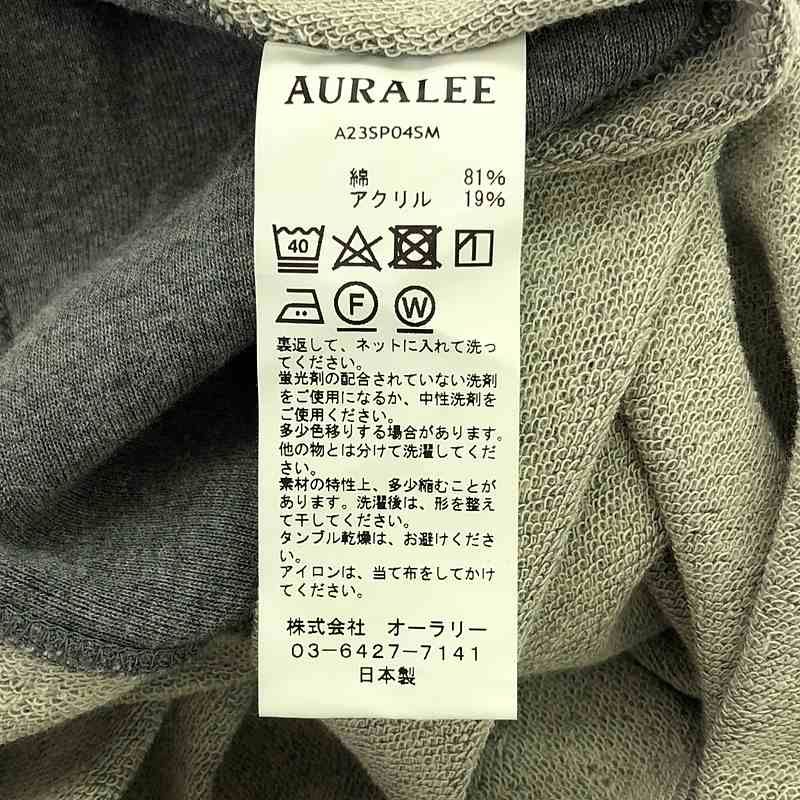 AURALEE
A23SP04SM
綿 81%
アクリル 19%
40
1
F
W
裏返して、ネットに入れて洗っ
てください。
蛍光剤の配合されていない洗剤
をご使用になるか、中性洗剤を
ご使用ください。
多少色移りする場合があります。
他の物とは分けて洗濯してくだ
さい。
素材の特性上、多少縮むことが
あります。洗濯後は、形を整え
て干してください。
タンブル乾燥は、お避けくださ
い。
アイロンは、当て布をしてかけ
てください。
株式会社 オーラリー
03-6427-7141
日本製